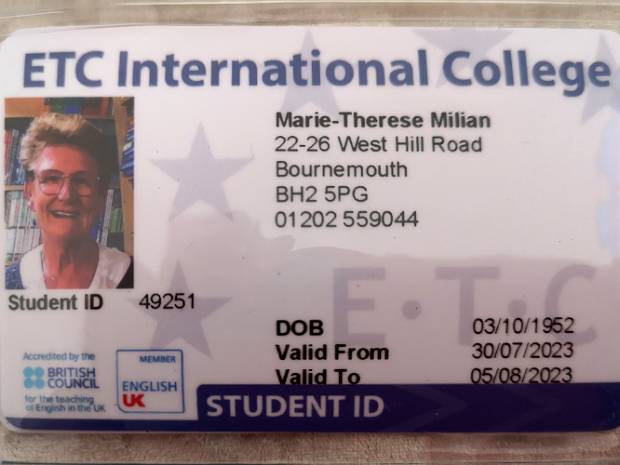 ETC International College
Marie-Therese Milian
22-26 West Hill Road
Bournemouth
BH2 5PG
01202 559044
Student ID 49251
E·T·C
DOB 03/10/1952
Valid From 30/07/2023
Valid To 05/08/2023
Accredited by the
BRITISH
COUNCIL
for the teaching
of English in the UK
MEMBER
ENGLISH
UK
STUDENT ID